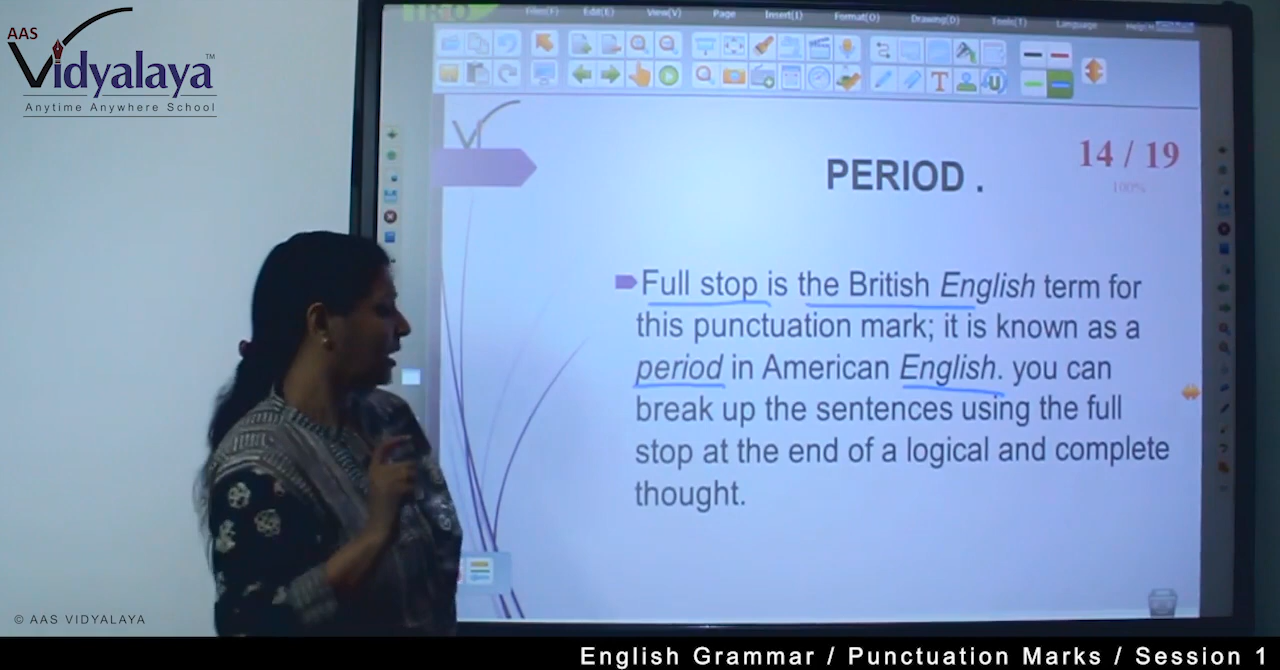 AAS
Vidyalaya™
Anytime Anywhere School
Files(F) Edit(E) View(V) Page Insert(I) Format(O) Drawing(D) Tools(T) Language
14 / 19
100%
PERIOD .
Full stop is the British English term for
this punctuation mark; it is known as a
period in American English. you can
break up the sentences using the full
stop at the end of a logical and complete
thought.
© AAS VIDYALAYA
English Grammar / Punctuation Marks / Session 1